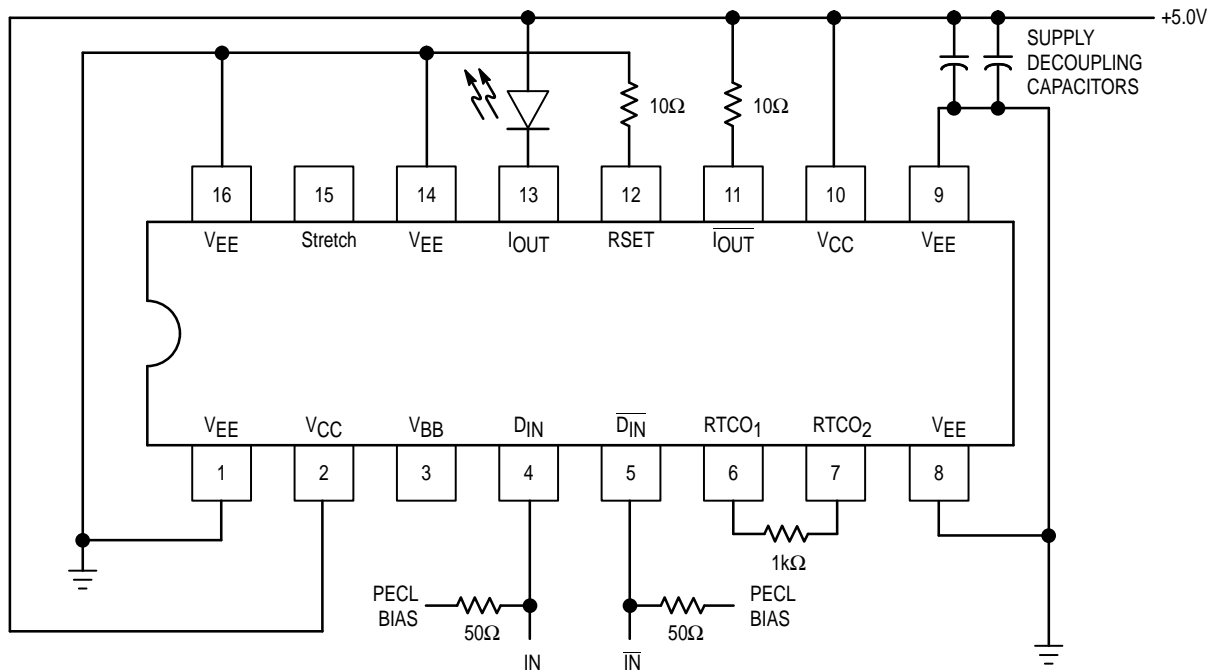 +5.0V
SUPPLY
DECOUPLING
CAPACITORS
10Ω 10Ω
16 15 14 13 12 11 10 9
VEE Stretch VEE IOUT RSET IOUT VCC VEE
VEE VCC VBB DIN DIN RTCO1 RTCO2 VEE
1 2 3 4 5 6 7 8
1kΩ
PECL
BIAS
50Ω
PECL
BIAS
50Ω
IN IN